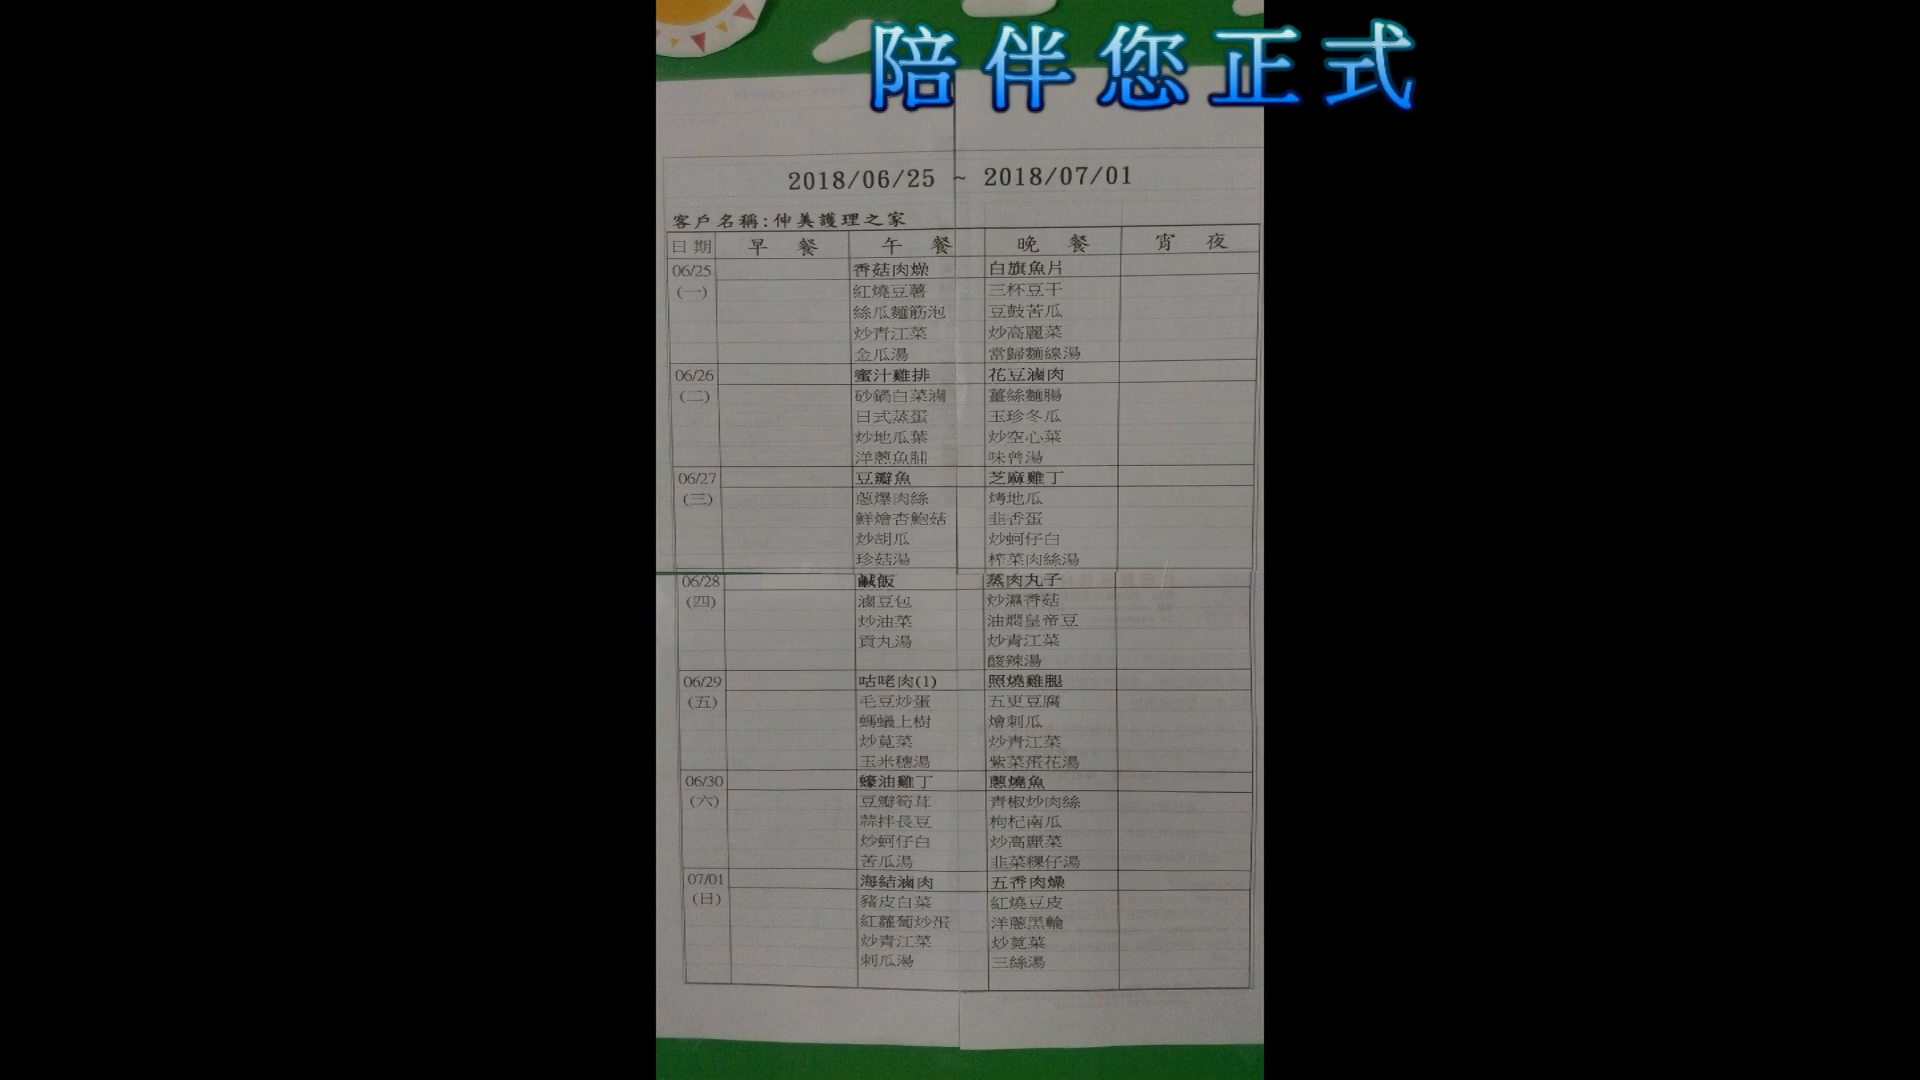 陪伴您正式
2018/06/25 ~ 2018/07/01
客戶名稱:伸美護理之家
日期 早餐 午餐 晚餐 宵夜
06/25 香菇肉燥 白旗魚片
(一) 紅燒豆薯 三杯豆干
絲瓜麵筋泡 豆鼓苦瓜
炒青江菜 炒高麗菜
金瓜湯 當歸麵線湯
06/26 蜜汁雞排 花豆滷肉
(二) 砂鍋白菜滷 薑絲麵腸
日式蒸蛋 玉珍冬瓜
炒地瓜葉 炒空心菜
洋蔥魚脯 味曾湯
06/27 豆瓣魚 芝麻雞丁
(三) 蔥爆肉絲 烤地瓜
鮮燴杏鮑菇 韭香蛋
炒胡瓜 炒蚵仔白
珍菇湯 榨菜肉絲湯
06/28 鹹飯 蒸肉丸子
(四) 滷豆包 炒濕香菇
炒油菜 油燜皇帝豆
貢丸湯 炒青江菜
酸辣湯
06/29 咕咾肉(1) 照燒雞腿
(五) 毛豆炒蛋 五更豆腐
螞蟻上樹 燴刺瓜
炒莧菜 炒青江菜
玉米穗湯 紫菜蛋花湯
06/30 蠔油雞丁 蔥燒魚
(六) 豆瓣筍茸 青椒炒肉絲
蒜拌長豆 枸杞南瓜
炒蚵仔白 炒高麗菜
苦瓜湯 韭菜粿仔湯
07/01 海結滷肉 五香肉燥
(日) 豬皮白菜 紅燒豆皮
紅蘿蔔炒蛋 洋蔥黑輪
炒青江菜 炒莧菜
刺瓜湯 三絲湯